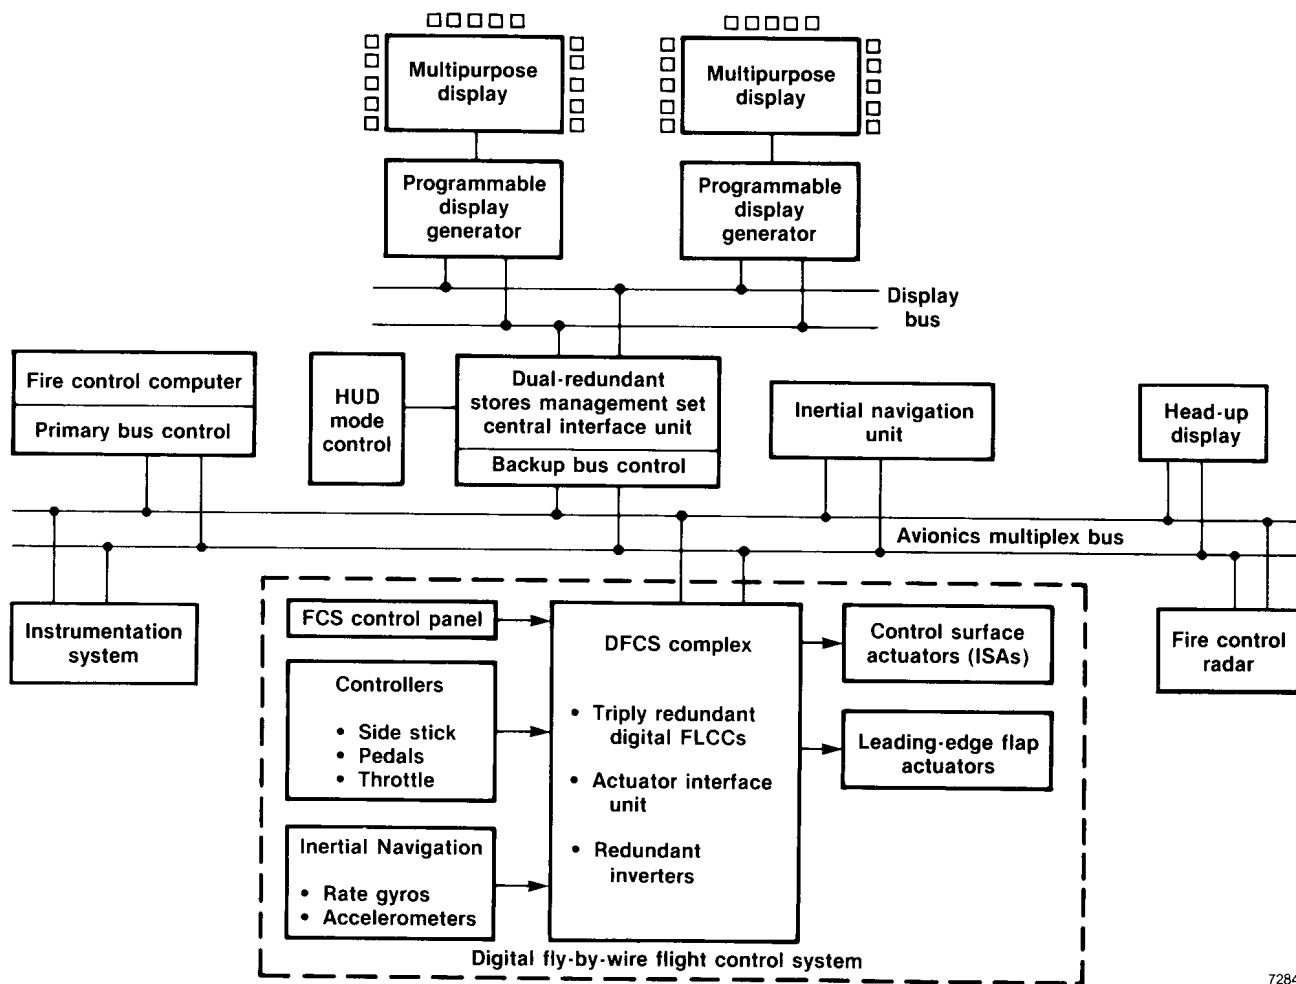 Multipurpose
display
Multipurpose
display
Programmable
display
generator
Programmable
display
generator
Display
bus
Fire control computer
Primary bus control
HUD
mode
control
Dual-redundant
stores management set
central interface unit
Backup bus control
Inertial navigation
unit
Head-up
display
Avionics multiplex bus
Instrumentation
system
FCS control panel
Controllers
• Side stick
• Pedals
• Throttle
Inertial Navigation
• Rate gyros
• Accelerometers
DFCS complex
• Triply redundant
digital FLCCs
• Actuator interface
unit
• Redundant
inverters
Control surface
actuators (ISAs)
Leading-edge flap
actuators
Fire control
radar
Digital fly-by-wire flight control system
7284